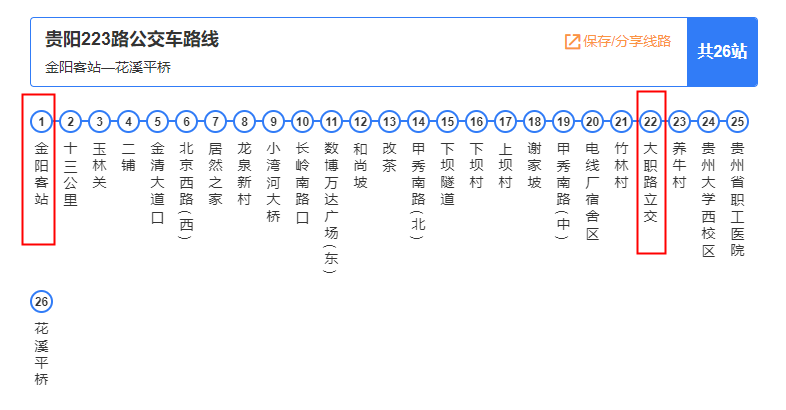 贵阳223路公交车路线
保存/分享线路
共26站
金阳客站—花溪平桥
1 金阳客站
2 十三公里
3 玉林关
4 二铺
5 金清大道口
6 北京西路(西)
7 居然之家
8 龙泉新村
9 小湾河大桥
10 长岭南路口
11 数博万达广场(东)
12 和尚坡
13 改茶
14 甲秀南路(北)
15 下坝隧道
16 下坝村
17 上坝村
18 谢家坡
19 甲秀南路(中)
20 电线厂宿舍区
21 竹林村
22 大职路立交
23 养牛村
24 贵州大学西校区
25 贵州省职工医院
26 花溪平桥